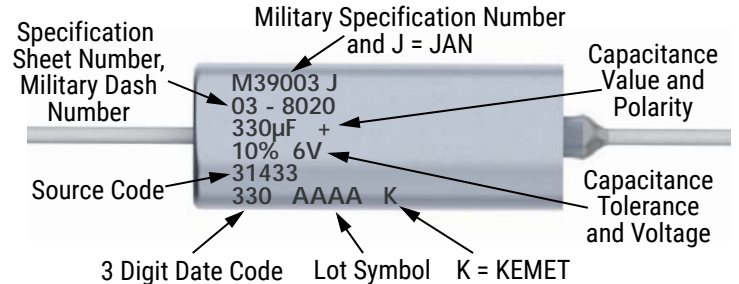 Military Specification Number
and J = JAN
Specification
Sheet Number,
Military Dash
Number
Capacitance
Value and
Polarity
M39003 J
03 - 8020
330µF +
10% 6V
31433
330 AAAA K
Source Code
Capacitance
Tolerance
and Voltage
3 Digit Date Code
Lot Symbol
K = KEMET